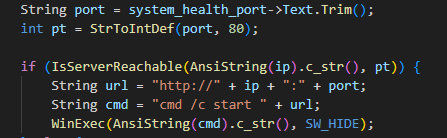 String port = system_health_port->Text.Trim();
int pt = StrToIntDef(port, 80);
if (IsServerReachable(AnsiString(ip).c_str(), pt)) {
String url = "http://" + ip + ":" + port;
String cmd = "cmd /c start " + url;
WinExec(AnsiString(cmd).c_str(), SW_HIDE);